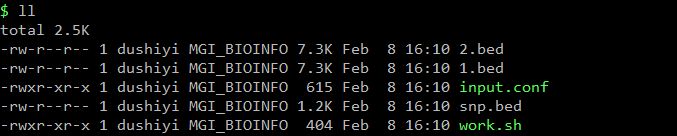 $ ll
total 2.5K
-rw-r--r-- 1 dushiyi MGI_BIOINFO 7.3K Feb  8 16:10 2.bed
-rw-r--r-- 1 dushiyi MGI_BIOINFO 7.3K Feb  8 16:10 1.bed
-rwxr-xr-x 1 dushiyi MGI_BIOINFO  615 Feb  8 16:10 input.conf
-rw-r--r-- 1 dushiyi MGI_BIOINFO 1.2K Feb  8 16:10 snp.bed
-rwxr-xr-x 1 dushiyi MGI_BIOINFO  404 Feb  8 16:10 work.sh